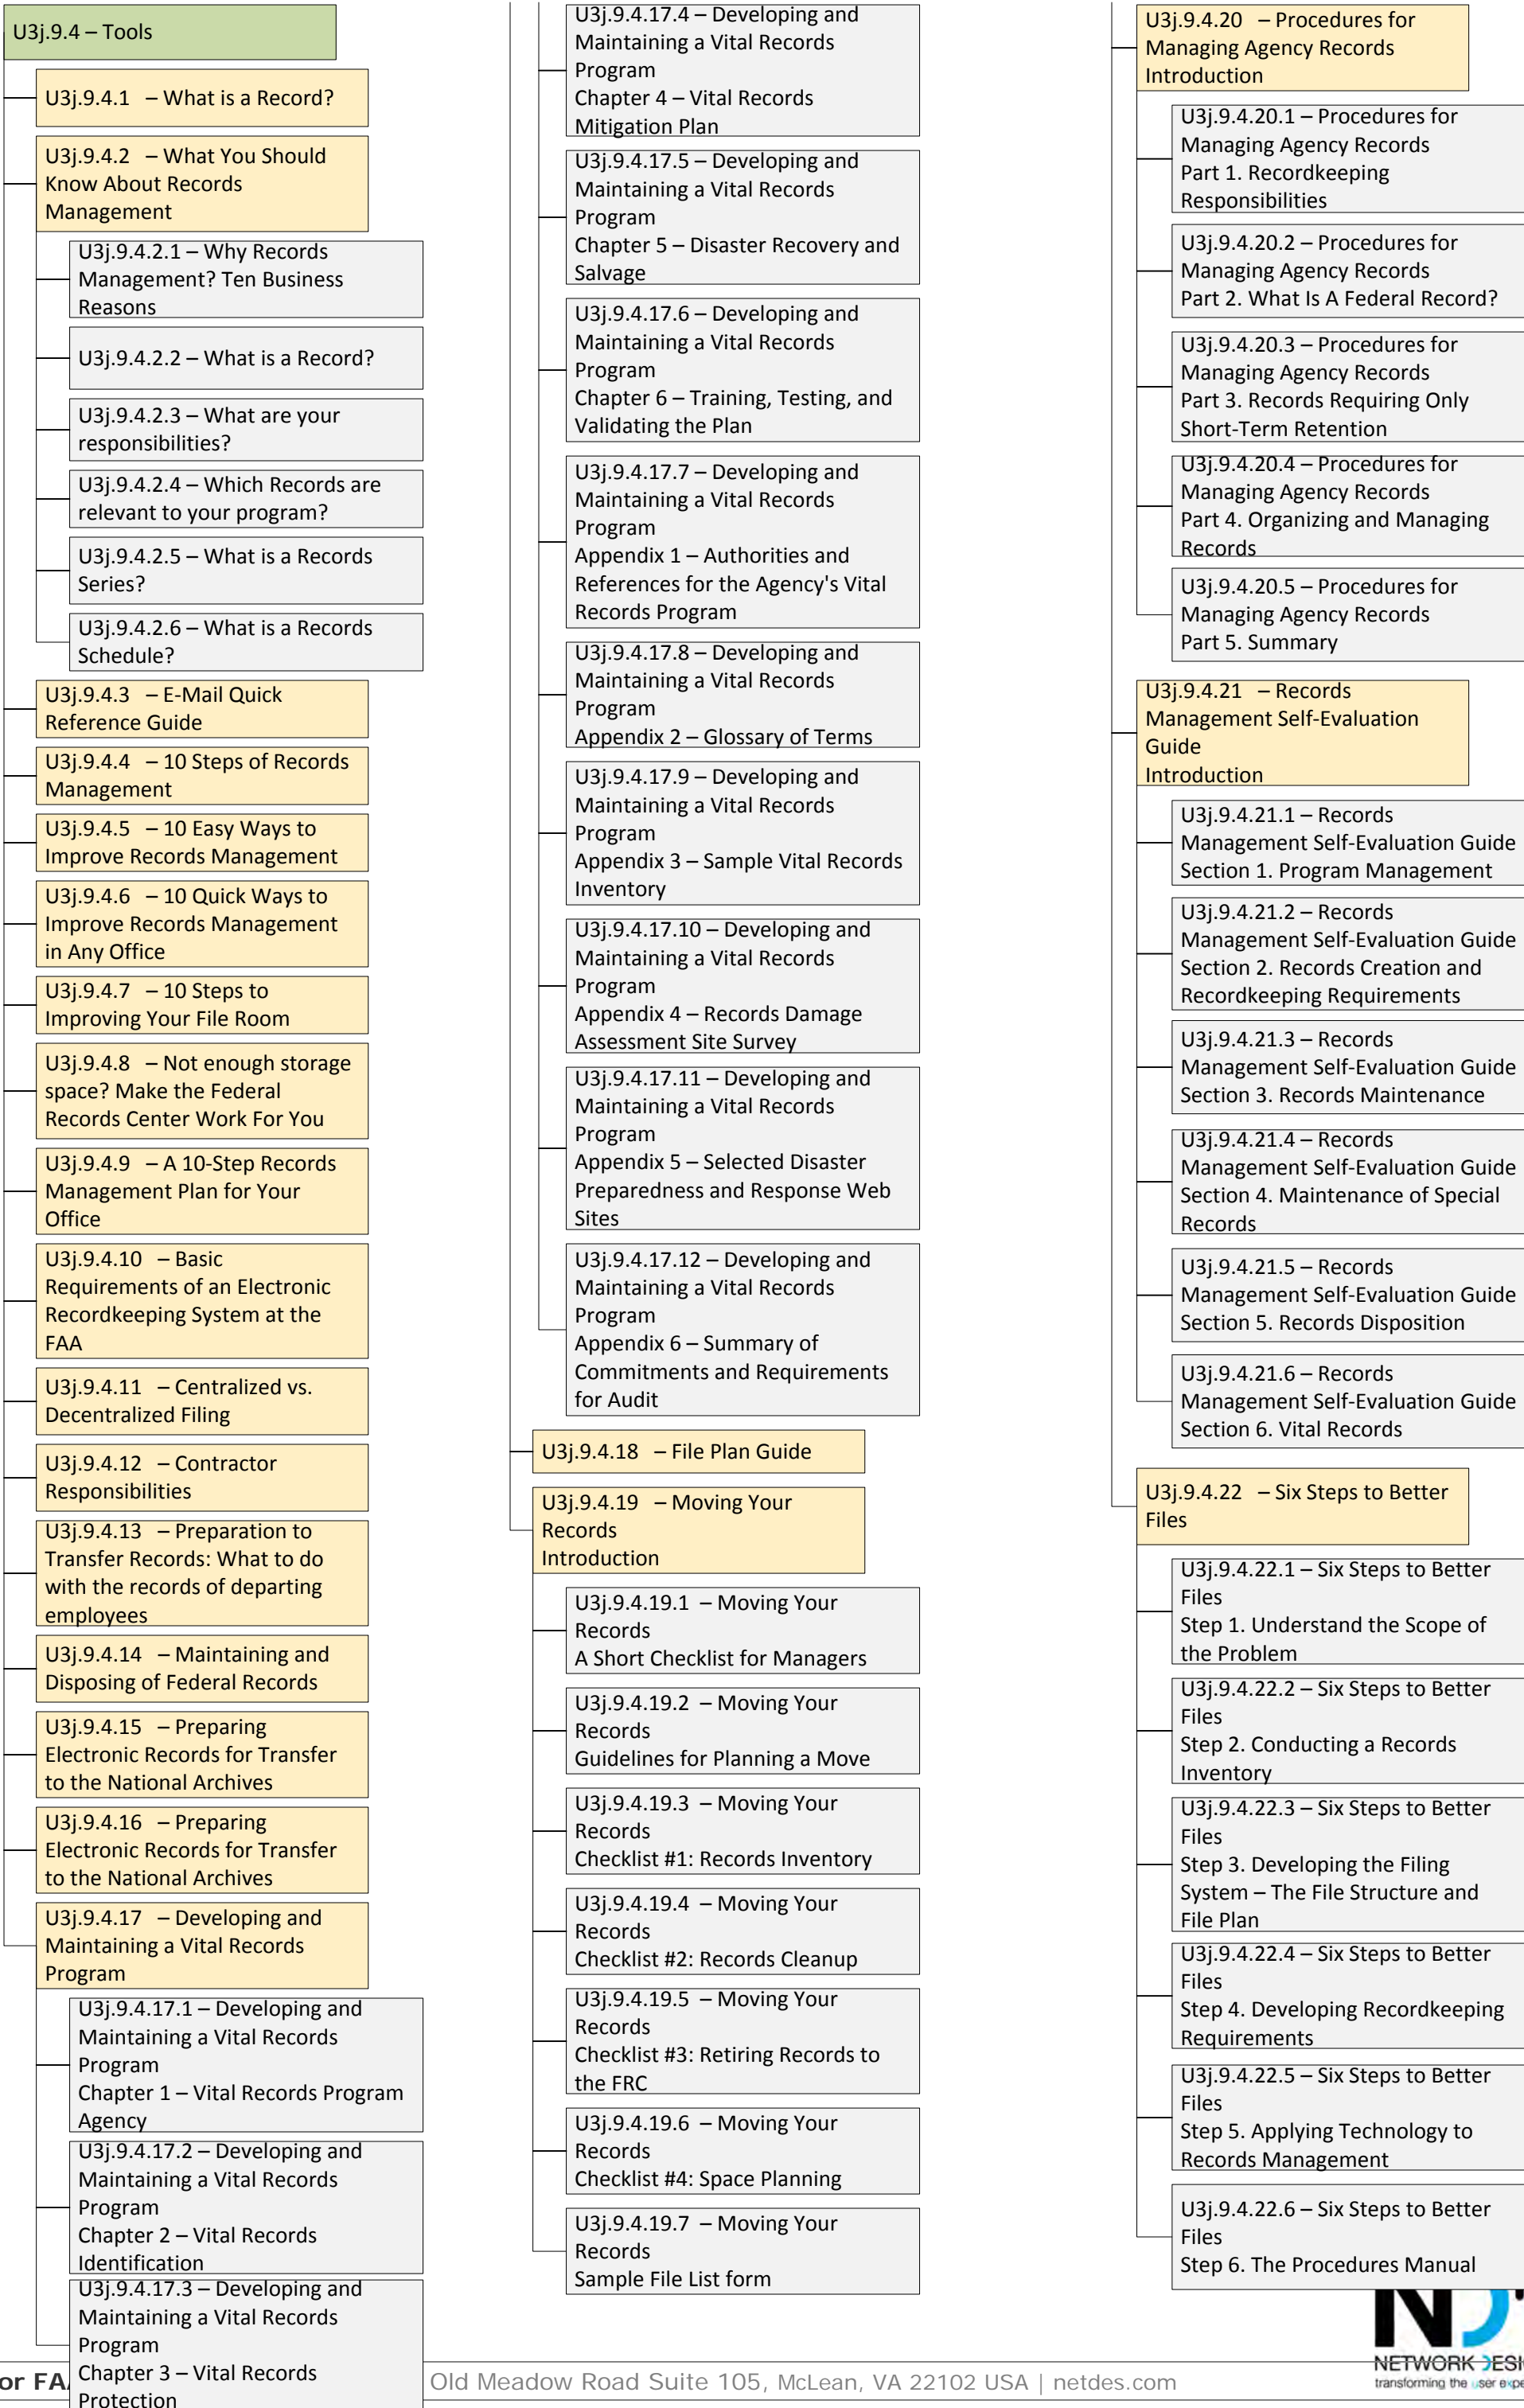 U3j.9.4 – Tools
U3j.9.4.1 – What is a Record?
U3j.9.4.2 – What You Should
Know About Records
Management
U3j.9.4.2.1 – Why Records
Management? Ten Business
Reasons
U3j.9.4.2.2 – What is a Record?
U3j.9.4.2.3 – What are your
responsibilities?
U3j.9.4.2.4 – Which Records are
relevant to your program?
U3j.9.4.2.5 – What is a Records
Series?
U3j.9.4.2.6 – What is a Records
Schedule?
U3j.9.4.3 – E-Mail Quick
Reference Guide
U3j.9.4.4 – 10 Steps of Records
Management
U3j.9.4.5 – 10 Easy Ways to
Improve Records Management
U3j.9.4.6 – 10 Quick Ways to
Improve Records Management
in Any Office
U3j.9.4.7 – 10 Steps to
Improving Your File Room
U3j.9.4.8 – Not enough storage
space? Make the Federal
Records Center Work For You
U3j.9.4.9 – A 10-Step Records
Management Plan for Your
Office
U3j.9.4.10 – Basic
Requirements of an Electronic
Recordkeeping System at the
FAA
U3j.9.4.11 – Centralized vs.
Decentralized Filing
U3j.9.4.12 – Contractor
Responsibilities
U3j.9.4.13 – Preparation to
Transfer Records: What to do
with the records of departing
employees
U3j.9.4.14 – Maintaining and
Disposing of Federal Records
U3j.9.4.15 – Preparing
Electronic Records for Transfer
to the National Archives
U3j.9.4.16 – Preparing
Electronic Records for Transfer
to the National Archives
U3j.9.4.17 – Developing and
Maintaining a Vital Records
Program
U3j.9.4.17.1 – Developing and
Maintaining a Vital Records
Program
Chapter 1 – Vital Records Program
Agency
U3j.9.4.17.2 – Developing and
Maintaining a Vital Records
Program
Chapter 2 – Vital Records
Identification
U3j.9.4.17.3 – Developing and
Maintaining a Vital Records
Program
Chapter 3 – Vital Records
Protection
U3j.9.4.17.4 – Developing and
Maintaining a Vital Records
Program
Chapter 4 – Vital Records
Mitigation Plan
U3j.9.4.17.5 – Developing and
Maintaining a Vital Records
Program
Chapter 5 – Disaster Recovery and
Salvage
U3j.9.4.17.6 – Developing and
Maintaining a Vital Records
Program
Chapter 6 – Training, Testing, and
Validating the Plan
U3j.9.4.17.7 – Developing and
Maintaining a Vital Records
Program
Appendix 1 – Authorities and
References for the Agency's Vital
Records Program
U3j.9.4.17.8 – Developing and
Maintaining a Vital Records
Program
Appendix 2 – Glossary of Terms
U3j.9.4.17.9 – Developing and
Maintaining a Vital Records
Program
Appendix 3 – Sample Vital Records
Inventory
U3j.9.4.17.10 – Developing and
Maintaining a Vital Records
Program
Appendix 4 – Records Damage
Assessment Site Survey
U3j.9.4.17.11 – Developing and
Maintaining a Vital Records
Program
Appendix 5 – Selected Disaster
Preparedness and Response Web
Sites
U3j.9.4.17.12 – Developing and
Maintaining a Vital Records
Program
Appendix 6 – Summary of
Commitments and Requirements
for Audit
U3j.9.4.18 – File Plan Guide
U3j.9.4.19 – Moving Your
Records
Introduction
U3j.9.4.19.1 – Moving Your
Records
A Short Checklist for Managers
U3j.9.4.19.2 – Moving Your
Records
Guidelines for Planning a Move
U3j.9.4.19.3 – Moving Your
Records
Checklist #1: Records Inventory
U3j.9.4.19.4 – Moving Your
Records
Checklist #2: Records Cleanup
U3j.9.4.19.5 – Moving Your
Records
Checklist #3: Retiring Records to
the FRC
U3j.9.4.19.6 – Moving Your
Records
Checklist #4: Space Planning
U3j.9.4.19.7 – Moving Your
Records
Sample File List form
U3j.9.4.20 – Procedures for
Managing Agency Records
Introduction
U3j.9.4.20.1 – Procedures for
Managing Agency Records
Part 1. Recordkeeping
Responsibilities
U3j.9.4.20.2 – Procedures for
Managing Agency Records
Part 2. What Is A Federal Record?
U3j.9.4.20.3 – Procedures for
Managing Agency Records
Part 3. Records Requiring Only
Short-Term Retention
U3j.9.4.20.4 – Procedures for
Managing Agency Records
Part 4. Organizing and Managing
Records
U3j.9.4.20.5 – Procedures for
Managing Agency Records
Part 5. Summary
U3j.9.4.21 – Records
Management Self-Evaluation
Guide
Introduction
U3j.9.4.21.1 – Records
Management Self-Evaluation Guide
Section 1. Program Management
U3j.9.4.21.2 – Records
Management Self-Evaluation Guide
Section 2. Records Creation and
Recordkeeping Requirements
U3j.9.4.21.3 – Records
Management Self-Evaluation Guide
Section 3. Records Maintenance
U3j.9.4.21.4 – Records
Management Self-Evaluation Guide
Section 4. Maintenance of Special
Records
U3j.9.4.21.5 – Records
Management Self-Evaluation Guide
Section 5. Records Disposition
U3j.9.4.21.6 – Records
Management Self-Evaluation Guide
Section 6. Vital Records
U3j.9.4.22 – Six Steps to Better
Files
U3j.9.4.22.1 – Six Steps to Better
Files
Step 1. Understand the Scope of
the Problem
U3j.9.4.22.2 – Six Steps to Better
Files
Step 2. Conducting a Records
Inventory
U3j.9.4.22.3 – Six Steps to Better
Files
Step 3. Developing the Filing
System – The File Structure and
File Plan
U3j.9.4.22.4 – Six Steps to Better
Files
Step 4. Developing Recordkeeping
Requirements
U3j.9.4.22.5 – Six Steps to Better
Files
Step 5. Applying Technology to
Records Management
U3j.9.4.22.6 – Six Steps to Better
Files
Step 6. The Procedures Manual
or FA
Old Meadow Road Suite 105, McLean, VA 22102 USA | netdes.com
NETWORK
transforming the user